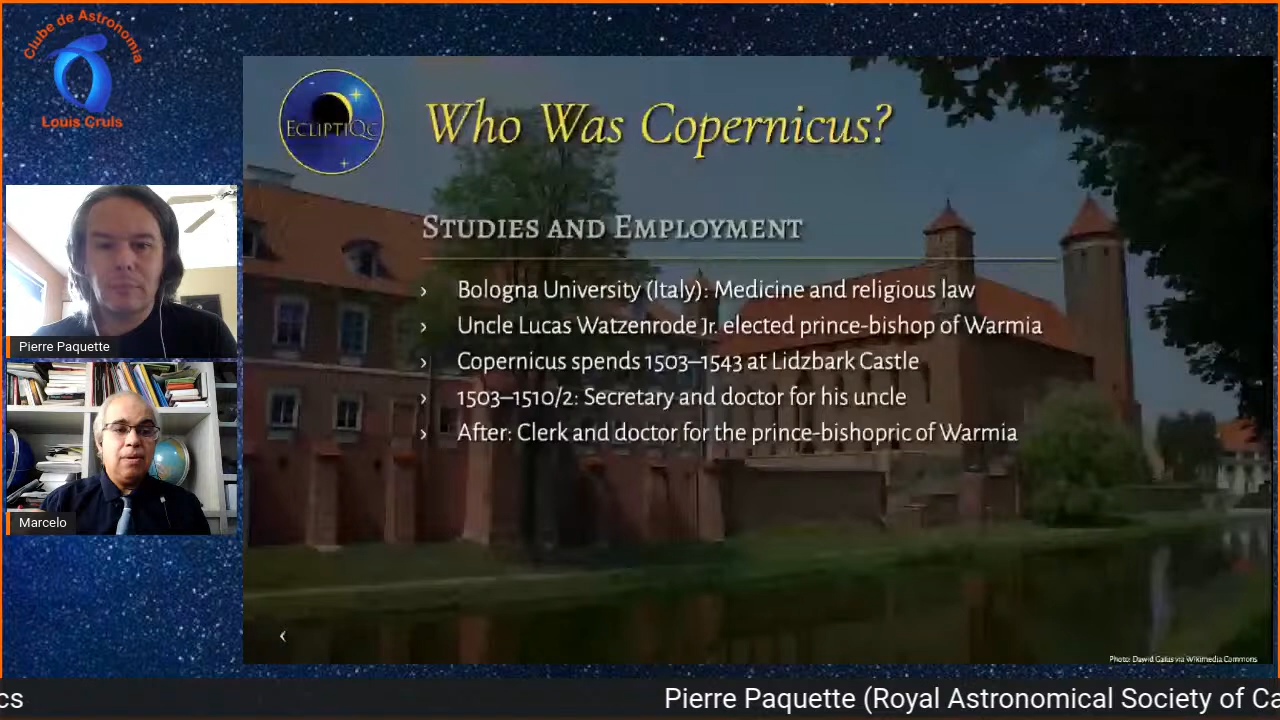 Clube de Astronomia
Louis Cruls
EcliptiQc
Who Was Copernicus?
Studies and Employment
› Bologna University (Italy): Medicine and religious law
› Uncle Lucas Watzenrode Jr. elected prince-bishop of Warmia
› Copernicus spends 1503–1543 at Lidzbark Castle
› 1503–1510/2: Secretary and doctor for his uncle
› After: Clerk and doctor for the prince-bishopric of Warmia
Pierre Paquette
Marcelo
Photo: Dawid Galus via Wikimedia Commons
cs
Pierre Paquette (Royal Astronomical Society of Ca